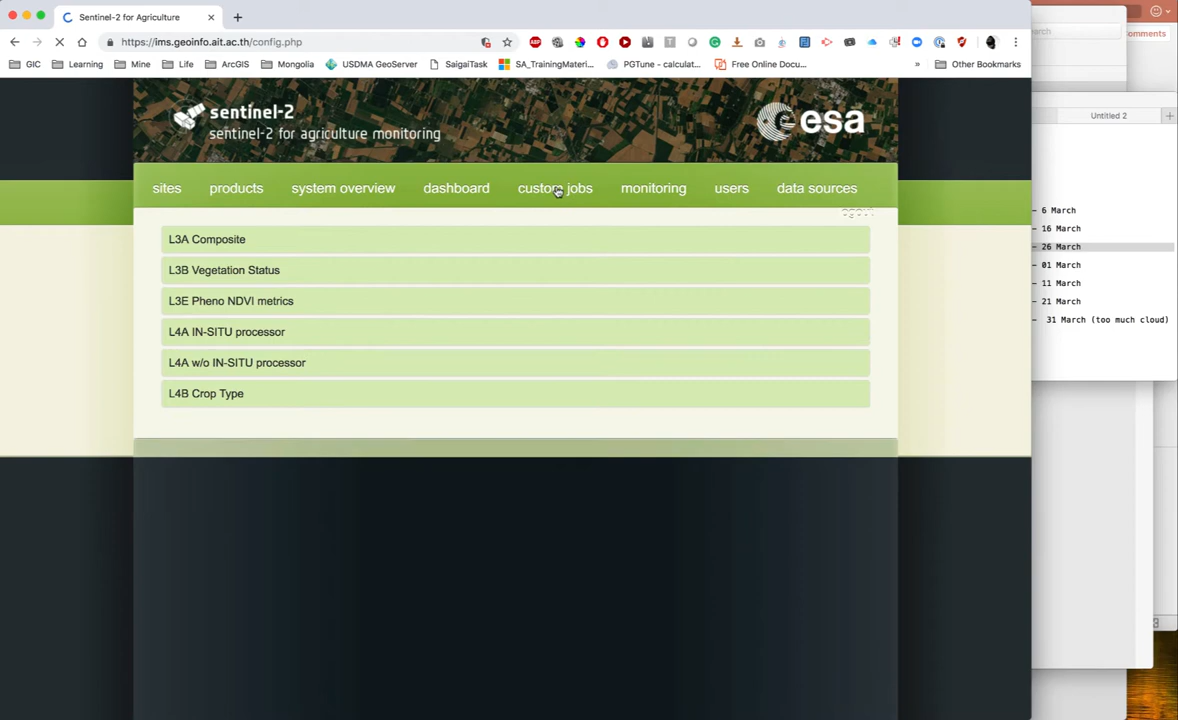 Sentinel-2 for Agriculture
https://ims.geoinfo.ait.ac.th/config.php
GIC
Learning
Mine
Life
ArcGIS
Mongolia
USDMA GeoServer
SaigaiTask
SA_TrainingMateri...
PGTune - calculat...
Free Online Docu...
»
Other Bookmarks
sentinel-2
sentinel-2 for agriculture monitoring
esa
sites
products
system overview
dashboard
custom jobs
monitoring
users
data sources
L3A Composite
L3B Vegetation Status
L3E Pheno NDVI metrics
L4A IN-SITU processor
L4A w/o IN-SITU processor
L4B Crop Type
omments
Untitled 2
- 6 March
- 16 March
- 26 March
- 01 March
- 11 March
- 21 March
- 31 March (too much cloud)